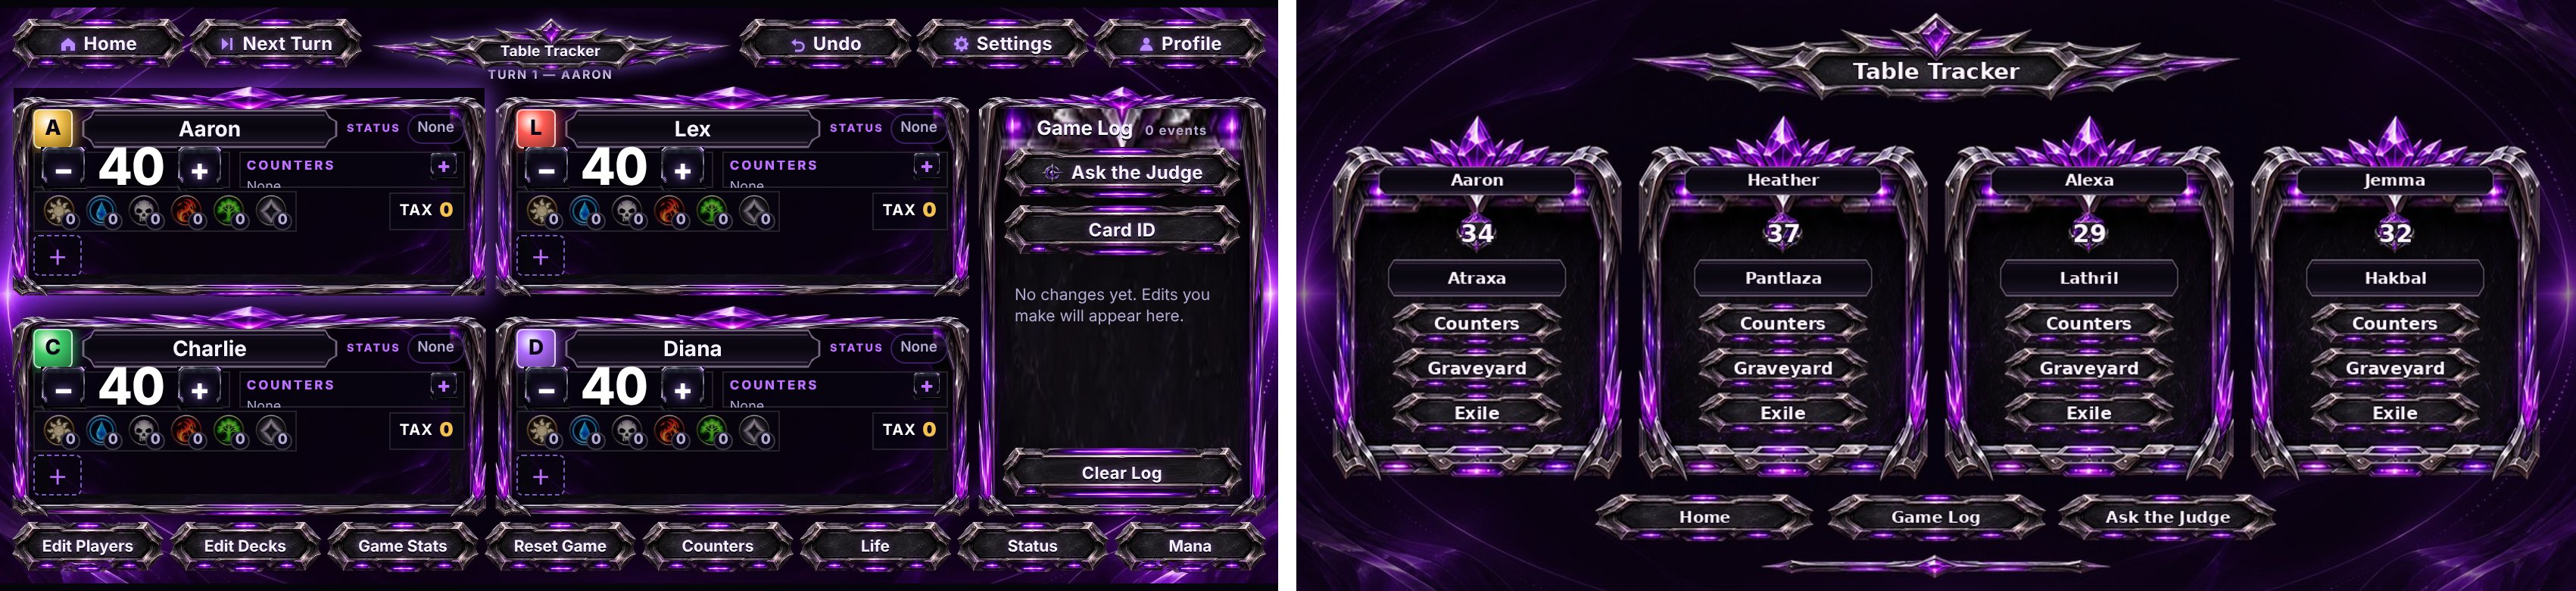 Home
Next Turn
Table Tracker
TURN 1 — AARON
Undo
Settings
Profile
A
Aaron
STATUS
None
− 40 +
COUNTERS
+
None
0 0 0 0 0 0
TAX 0
+
L
Lex
STATUS
None
− 40 +
COUNTERS
+
None
0 0 0 0 0 0
TAX 0
+
C
Charlie
STATUS
None
− 40 +
COUNTERS
+
None
0 0 0 0 0 0
TAX 0
+
D
Diana
STATUS
None
− 40 +
COUNTERS
+
None
0 0 0 0 0 0
TAX 0
+
Game Log 0 events
Ask the Judge
Card ID
No changes yet. Edits you
make will appear here.
Clear Log
Edit Players
Edit Decks
Game Stats
Reset Game
Counters
Life
Status
Mana
Table Tracker
Aaron
34
Atraxa
Counters
Graveyard
Exile
Heather
37
Pantlaza
Counters
Graveyard
Exile
Alexa
29
Lathril
Counters
Graveyard
Exile
Jemma
32
Hakbal
Counters
Graveyard
Exile
Home
Game Log
Ask the Judge